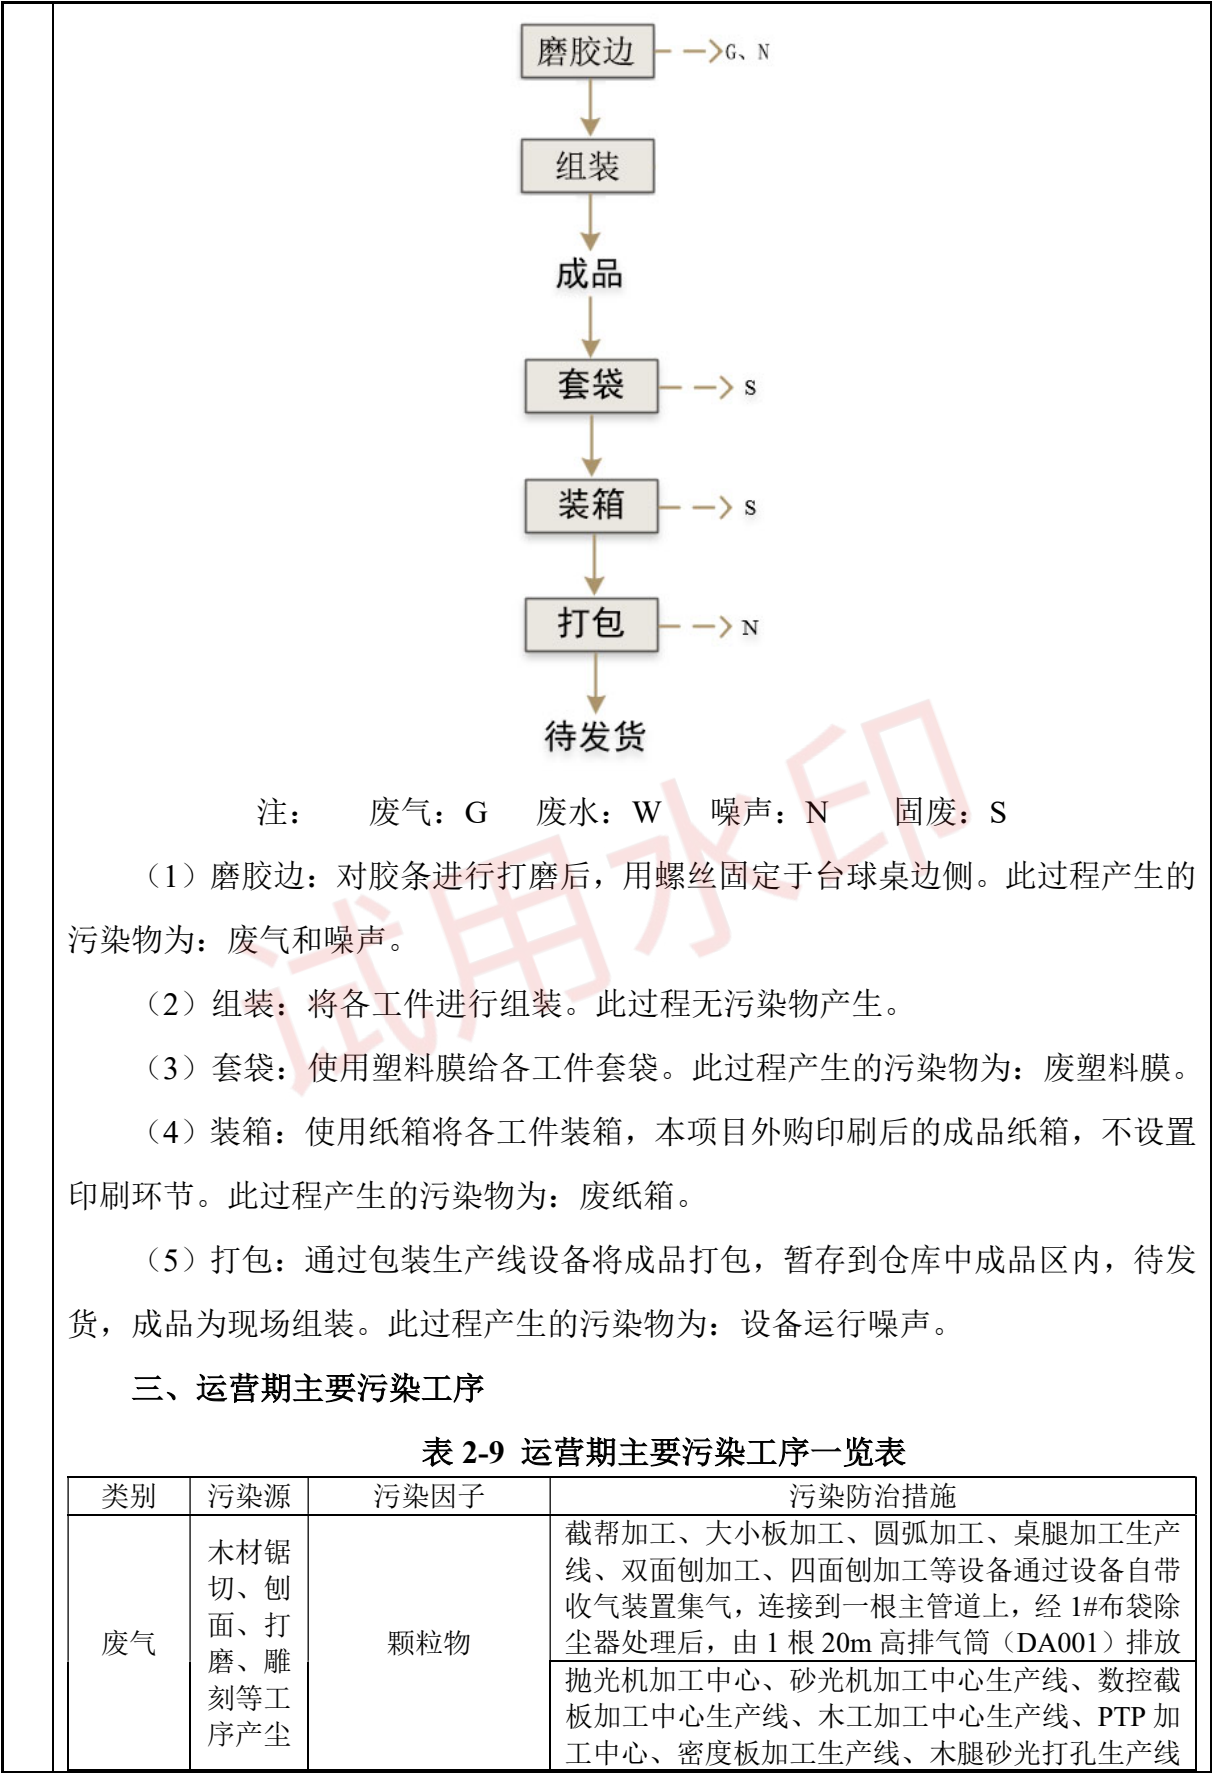 磨胶边 G、N
组装
成品
套袋 S
装箱 S
打包 N
待发货
注： 废气：G 废水：W 噪声：N 固废：S
（1）磨胶边：对胶条进行打磨后，用螺丝固定于台球桌边侧。此过程产生的
污染物为：废气和噪声。
（2）组装：将各工件进行组装。此过程无污染物产生。
（3）套袋：使用塑料膜给各工件套袋。此过程产生的污染物为：废塑料膜。
（4）装箱：使用纸箱将各工件装箱，本项目外购印刷后的成品纸箱，不设置
印刷环节。此过程产生的污染物为：废纸箱。
（5）打包：通过包装生产线设备将成品打包，暂存到仓库中成品区内，待发
货，成品为现场组装。此过程产生的污染物为：设备运行噪声。
三、运营期主要污染工序
表 2-9 运营期主要污染工序一览表
类别 污染源 污染因子 污染防治措施
废气
木材锯
切、刨
面、打
磨、雕
刻等工
序产尘
颗粒物
截帮加工、大小板加工、圆弧加工、桌腿加工生产
线、双面刨加工、四面刨加工等设备通过设备自带
收气装置集气，连接到一根主管道上，经 1#布袋除
尘器处理后，由 1 根 20m 高排气筒（DA001）排放
抛光机加工中心、砂光机加工中心生产线、数控截
板加工中心生产线、木工加工中心生产线、PTP 加
工中心、密度板加工生产线、木腿砂光打孔生产线
试用水印